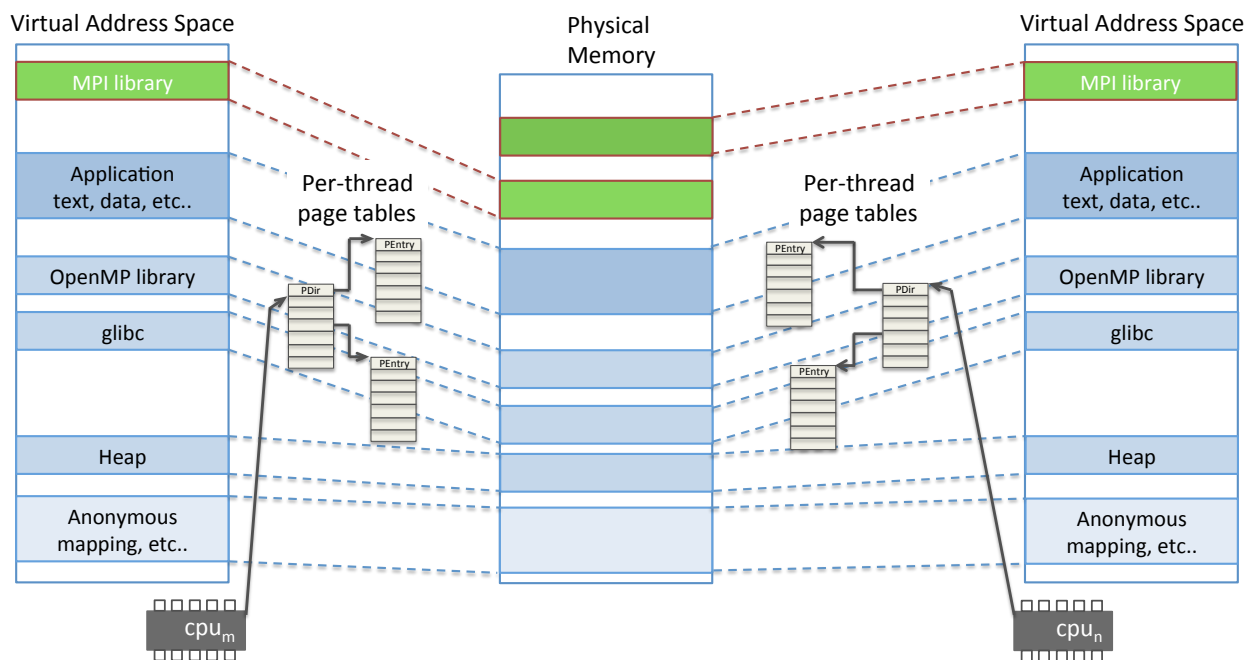 Virtual Address Space
MPI library
Application
text, data, etc..
OpenMP library
glibc
Heap
Anonymous
mapping, etc..
cpu_m
Per-thread
page tables
PDir
PEntry
PEntry
Physical
Memory
Per-thread
page tables
PEntry
PDir
PEntry
Virtual Address Space
MPI library
Application
text, data, etc..
OpenMP library
glibc
Heap
Anonymous
mapping, etc..
cpu_n